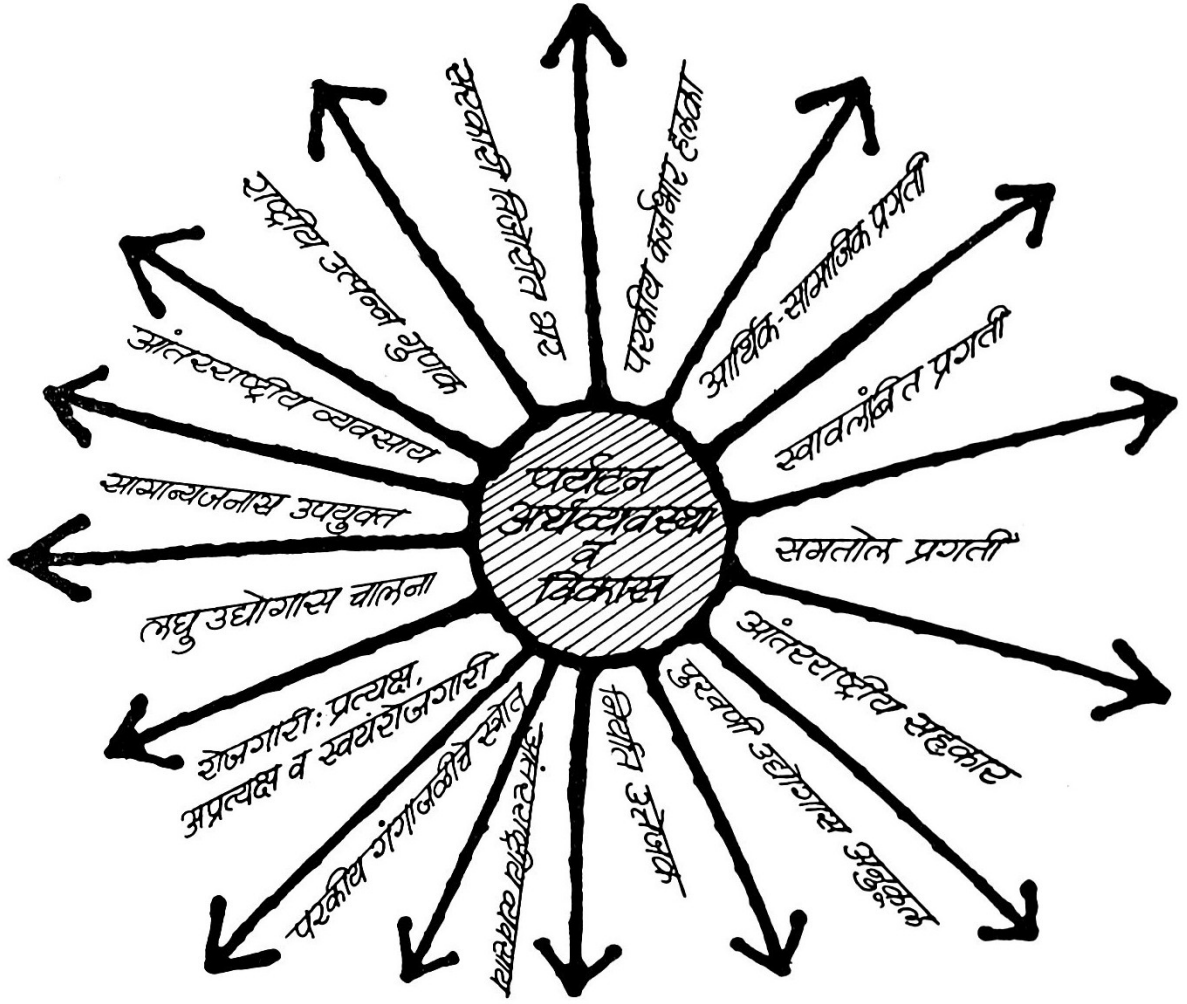 पर्यटन
अर्थव्यवस्था
व
विकास
परकीय कर्जभार हलका
आर्थिक-सामाजिक प्रगती
स्वावलंबित प्रगती
समतोल प्रगती
आंतरराष्ट्रीय सहकार
पुरवणी उद्योगास अनुकूल
निर्यात उत्तेजक
आंतरराष्ट्रीय व्यवसाय
परकीय गंगाजळीचे स्त्रोत
रोजगारी: प्रत्यक्ष,
अप्रत्यक्ष व स्वयंरोजगारी
लघु उद्योगास चालना
सामान्यजनास उपयुक्त
आंतरराष्ट्रीय व्यवसाय
राष्ट्रीय उत्पन्न गुणक
सरकारी तिजोरीत भर